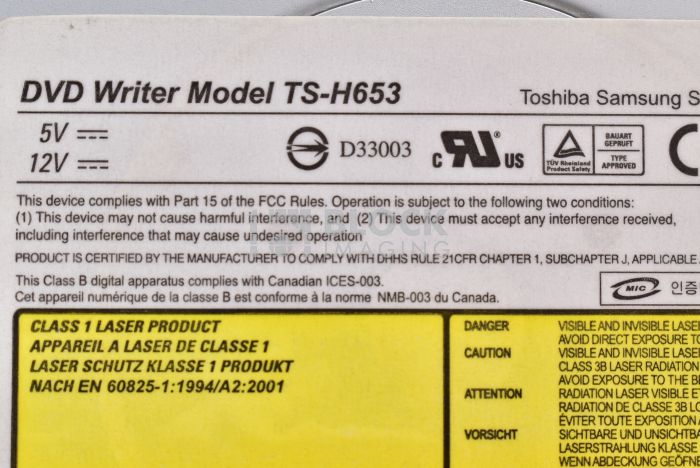 DVD Writer Model TS-H653
Toshiba Samsung S
5V
12V
D33003
c RU US
TÜV Rheinland
Product Safety
BAUART
GEPRUFT
TYPE
APPROVED
This device complies with Part 15 of the FCC Rules. Operation is subject to the following two conditions:
(1) This device may not cause harmful interference, and (2) This device must accept any interference received,
including interference that may cause undesired operation
BLOCK
IMAGING
PRODUCT IS CERTIFIED BY THE MANUFACTURER TO COMPLY WITH DHHS RULE 21CFR CHAPTER 1, SUBCHAPTER J, APPLICABLE
This Class B digital apparatus complies with Canadian ICES-003.
Cet appareil numérique de la classe B est conforme à la norme NMB-003 du Canada.
MIC 인증
CLASS 1 LASER PRODUCT
APPAREIL A LASER DE CLASSE 1
LASER SCHUTZ KLASSE 1 PRODUKT
NACH EN 60825-1:1994/A2:2001
DANGER VISIBLE AND INVISIBLE LASE
AVOID DIRECT EXPOSURE TO
CAUTION VISIBLE AND INVISIBLE LASE
CLASS 3B LASER RADIATION
AVOID EXPOSURE TO THE B
ATTENTION RADIATION LASER VISIBLE ET
RADIATION DE CLASSE 3B LO
ÉVITER TOUTE EXPOSITION A
VORSICHT SICHTBARE UND UNSICHTBA
LASERSTRAHLUNG KLASSE
WENN ABDECKUNG GEÖFFNE